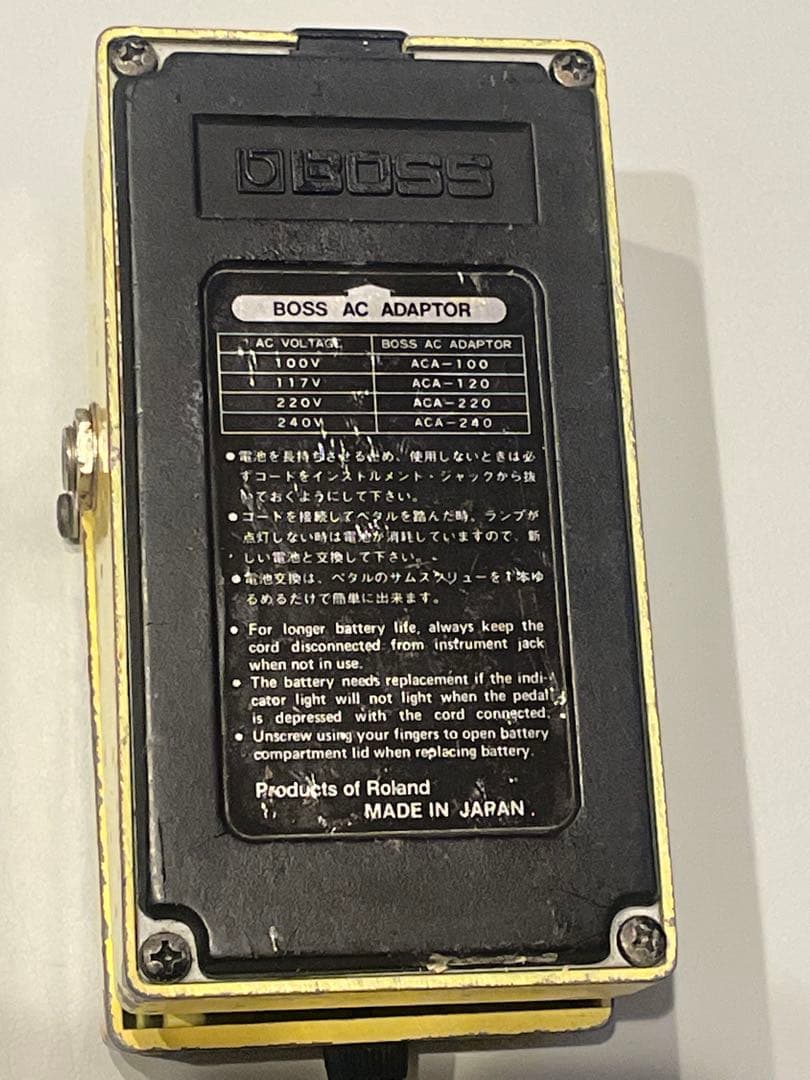 BOSS
BOSS AC ADAPTOR
AC VOLTAGE BOSS AC ADAPTOR
100V ACA-100
117V ACA-120
220V ACA-220
240V ACA-240
●電池を長持ちさせるため、使用しないときは必
ずコードをインストルメント・ジャックから抜
いておくようにして下さい。
●コードを接続してペタルを踏んだ時、ランプが
点灯しない時は電池が消耗していますので、新
しい電池と交換して下さい。
●電池交換は、ペタルのサムスクリューを1本ゆ
るめるだけで簡単に出来ます。
● For longer battery life, always keep the
cord disconnected from instrument jack
when not in use.
● The battery needs replacement if the indi-
cator light will not light when the pedal
is depressed with the cord connected.
● Unscrew using your fingers to open battery
compartment lid when replacing battery.
Products of Roland
MADE IN JAPAN